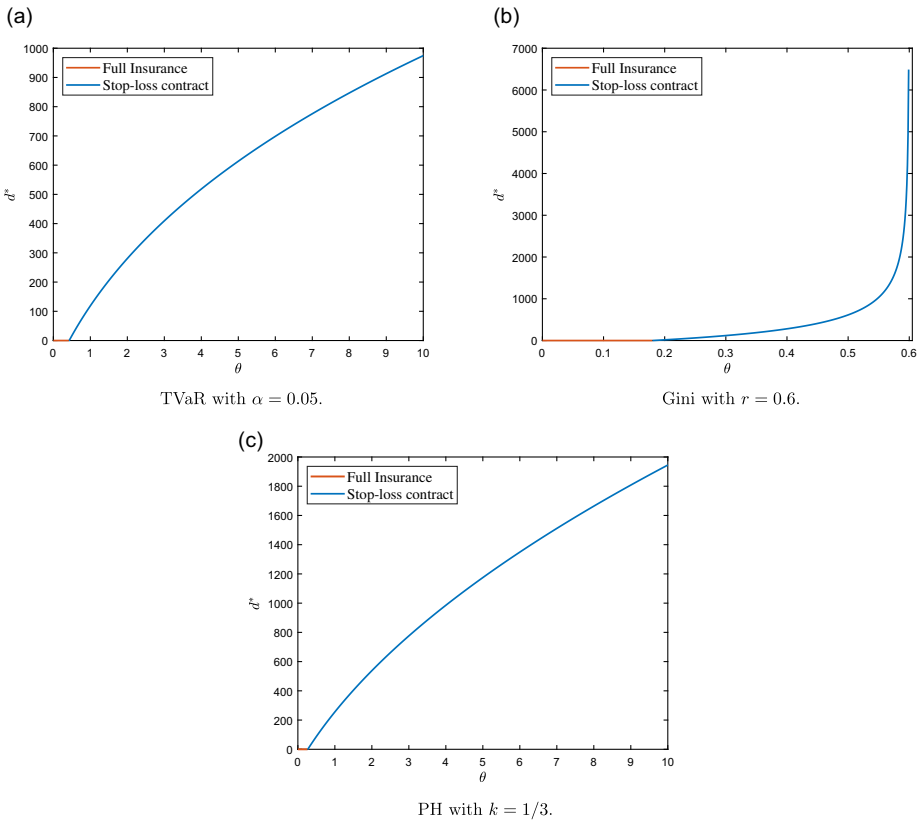 (a)
1000
900
800
700
600
500
400
300
200
100
0
d*
Full Insurance
Stop-loss contract
0 1 2 3 4 5 6 7 8 9 10
θ
TVaR with α = 0.05.
(b)
7000
6000
5000
4000
3000
2000
1000
0
d*
Full Insurance
Stop-loss contract
0 0.1 0.2 0.3 0.4 0.5 0.6
θ
Gini with r = 0.6.
(c)
2000
1800
1600
1400
1200
1000
800
600
400
200
0
d*
Full Insurance
Stop-loss contract
0 1 2 3 4 5 6 7 8 9 10
θ
PH with k = 1/3.